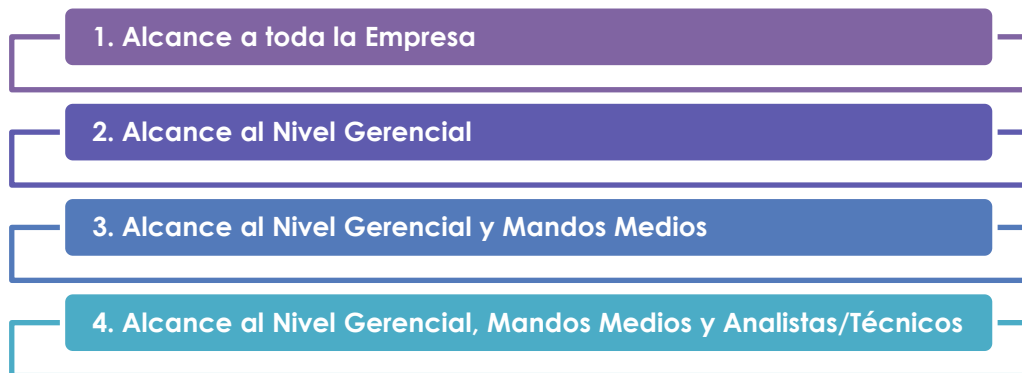 1. Alcance a toda la Empresa
2. Alcance al Nivel Gerencial
3. Alcance al Nivel Gerencial y Mandos Medios
4. Alcance al Nivel Gerencial, Mandos Medios y Analistas/Técnicos